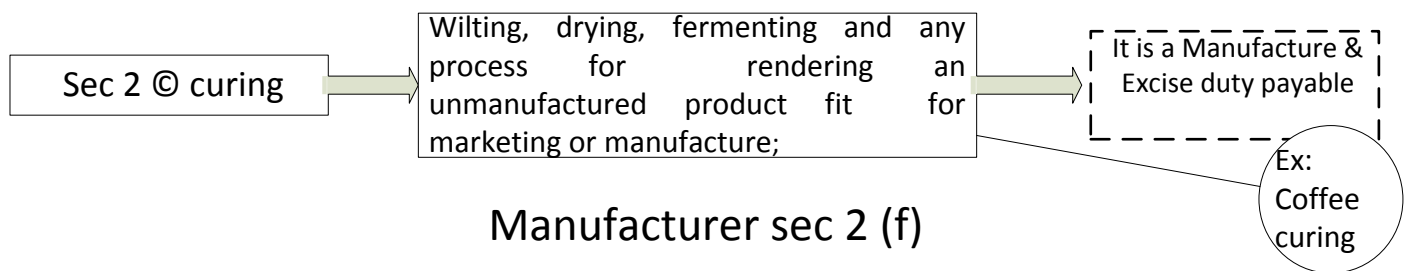 Sec 2 © curing
Wilting, drying, fermenting and any
process for rendering an
unmanufactured product fit for
marketing or manufacture;
It is a Manufacture &
Excise duty payable
Ex:
Coffee
curing
Manufacturer sec 2 (f)